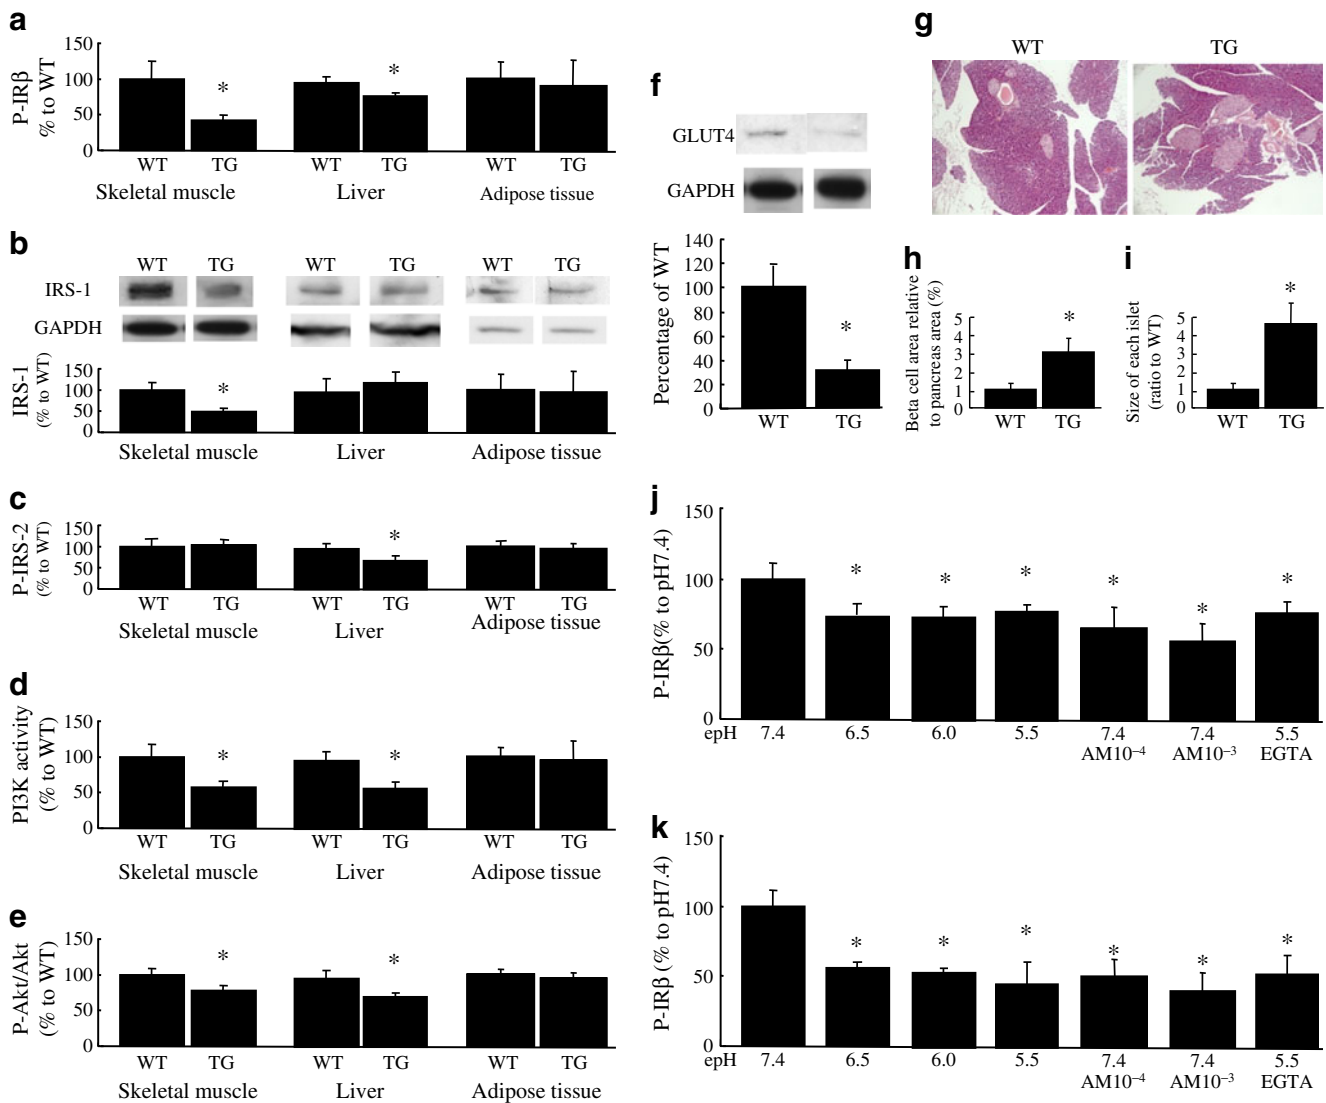 a
P-IRβ
% to WT
150
100
50
0
*
*
WT TG WT TG WT TG
Skeletal muscle Liver Adipose tissue
b
WT TG WT TG WT TG
IRS-1
GAPDH
IRS-1
(% to WT)
150
100
50
0
*
Skeletal muscle Liver Adipose tissue
c
P-IRS-2
(% to WT)
150
100
50
0
*
WT TG WT TG WT TG
Skeletal muscle Liver Adipose tissue
d
PI3K activity
(% to WT)
150
100
50
0
*
*
WT TG WT TG WT TG
Skeletal muscle Liver Adipose tissue
e
P-Akt/Akt
(% to WT)
150
100
50
0
*
*
WT TG WT TG WT TG
Skeletal muscle Liver Adipose tissue
f
GLUT4
GAPDH
Percentage of WT
140
120
100
80
60
40
20
0
*
WT TG
g
WT TG
h
Beta cell area relative
to pancreas area (%)
5
4
3
2
1
0
*
WT TG
i
Size of each islet
(ratio to WT)
5
4
3
2
1
0
*
WT TG
j
P-IRβ(% to pH7.4)
150
100
50
0
* * * * * *
epH 7.4 6.5 6.0 5.5 7.4 7.4 5.5
AM10⁻⁴ AM10⁻³ EGTA
k
P-IRβ (% to pH7.4)
150
100
50
0
* * * * * *
epH 7.4 6.5 6.0 5.5 7.4 7.4 5.5
AM10⁻⁴ AM10⁻³ EGTA